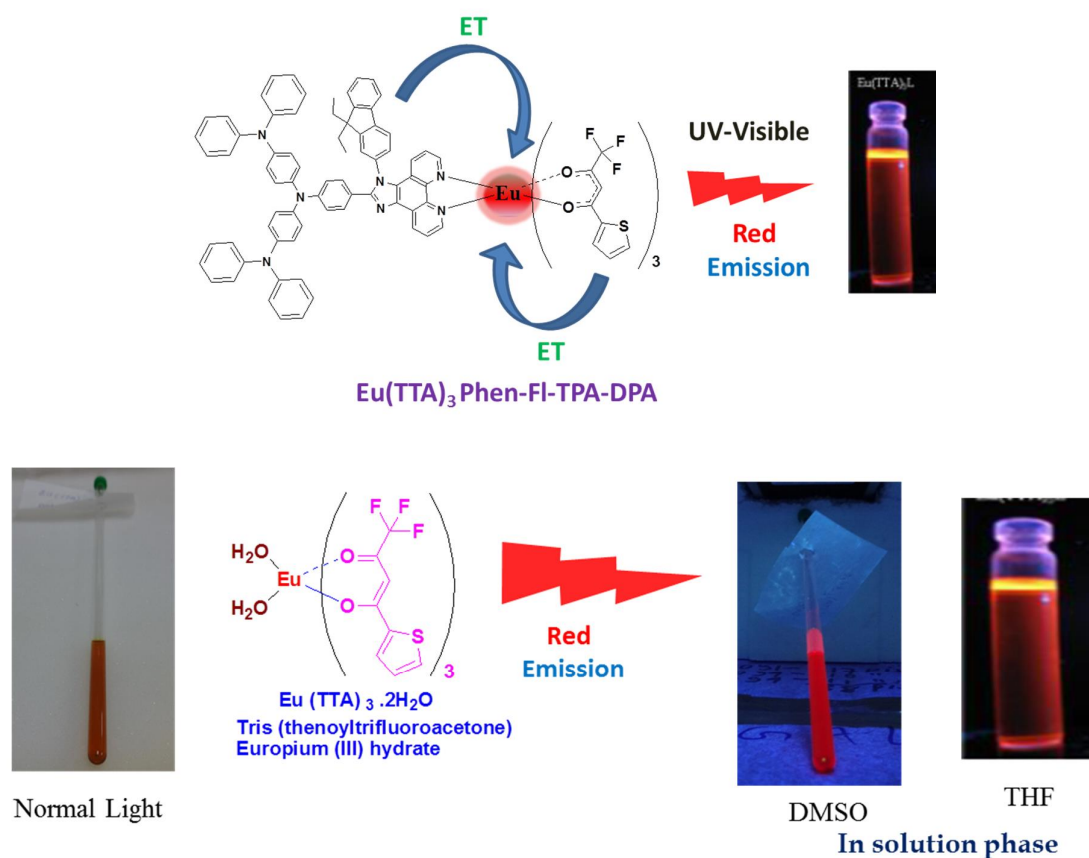 ET
Eu(TTA)₃L
UV-Visible
Red
Emission
N
N
N
N
N
N
N
Eu
O
O
F
F
F
S
3
ET
Eu(TTA)₃Phen-Fl-TPA-DPA
H₂O
H₂O
Eu
O
O
F
F
F
S
3
Red
Emission
Eu (TTA) ₃ .2H₂O
Tris (thenoyltrifluoroacetone)
Europium (III) hydrate
Normal Light
DMSO
THF
In solution phase